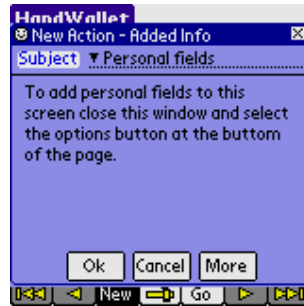 HandWallet
New Action - Added Info
Subject ▼ Personal fields
To add personal fields to this
screen close this window and select
the options button at the buttom
of the page.
Ok Cancel More
New Go